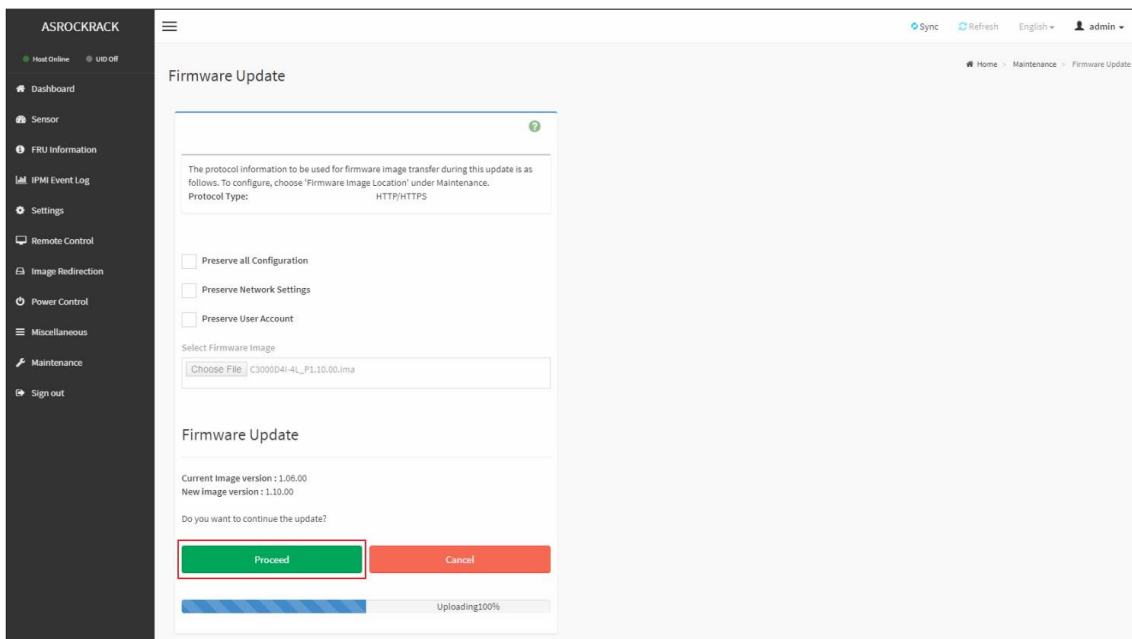 ASROCKRACK
Sync Refresh English admin
Host Online UID Off
Home > Maintenance > Firmware Update
Firmware Update
Dashboard
Sensor
FRU Information
IPMI Event Log
Settings
Remote Control
Image Redirection
Power Control
Miscellaneous
Maintenance
Sign out
?
The protocol information to be used for firmware image transfer during this update is as
follows. To configure, choose 'Firmware Image Location' under Maintenance.
Protocol Type: HTTP/HTTPS
Preserve all Configuration
Preserve Network Settings
Preserve User Account
Select Firmware Image
Choose File C3000D4I-4L_P1.10.00.ima
Firmware Update
Current Image version : 1.06.00
New image version : 1.10.00
Do you want to continue the update?
Proceed Cancel
Uploading100%